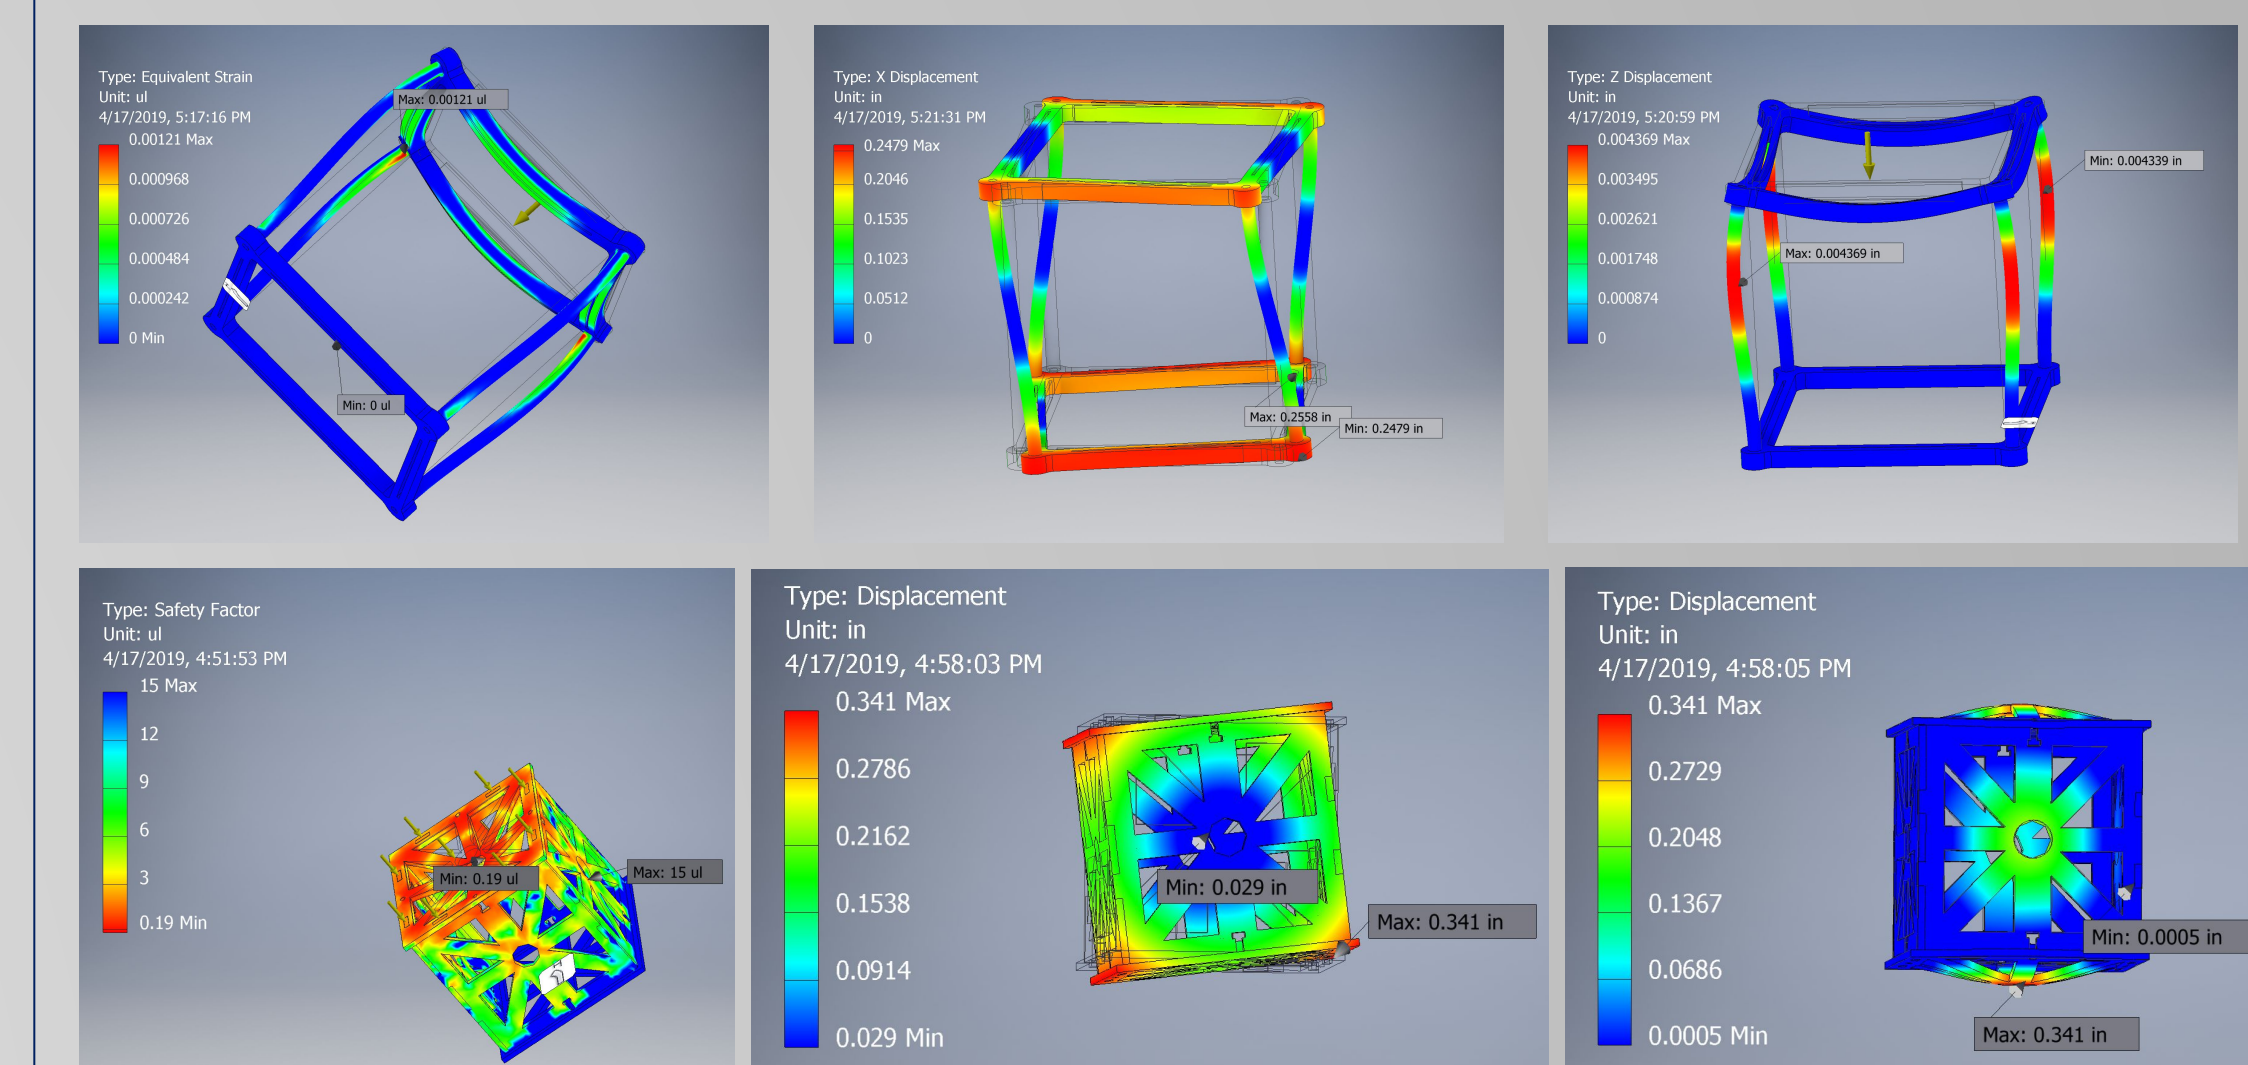 Type: Equivalent Strain
Unit: ul
4/17/2019, 5:17:16 PM
0.00121 Max
0.000968
0.000726
0.000484
0.000242
0 Min
Max: 0.00121 ul
Min: 0 ul
Type: X Displacement
Unit: in
4/17/2019, 5:21:31 PM
0.2479 Max
0.2046
0.1535
0.1023
0.0512
0
Max: 0.2558 in
Min: 0.2479 in
Type: Z Displacement
Unit: in
4/17/2019, 5:20:59 PM
0.004369 Max
0.003495
0.002621
0.001748
0.000874
0
Min: 0.004339 in
Max: 0.004369 in
Type: Safety Factor
Unit: ul
4/17/2019, 4:51:53 PM
15 Max
12
9
6
3
0.19 Min
Min: 0.19 ul
Max: 15 ul
Type: Displacement
Unit: in
4/17/2019, 4:58:03 PM
0.341 Max
0.2786
0.2162
0.1538
0.0914
0.029 Min
Min: 0.029 in
Max: 0.341 in
Type: Displacement
Unit: in
4/17/2019, 4:58:05 PM
0.341 Max
0.2729
0.2048
0.1367
0.0686
0.0005 Min
Min: 0.0005 in
Max: 0.341 in